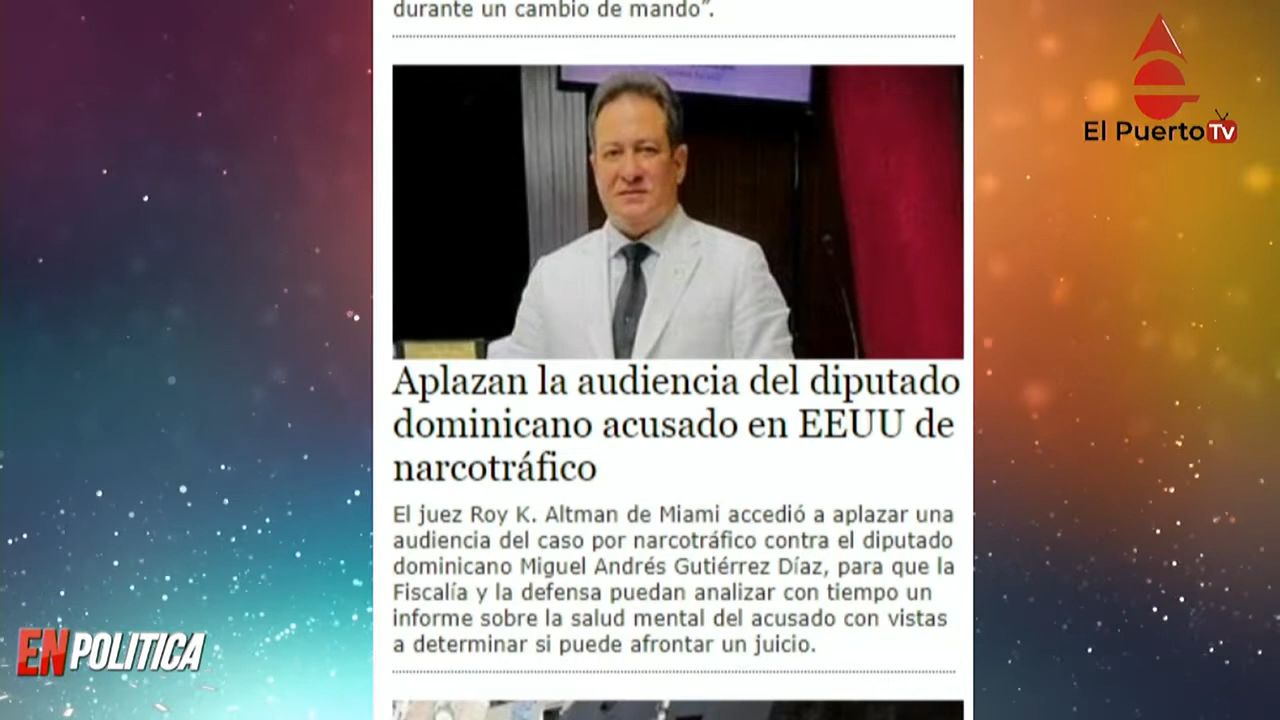 durante un cambio de mando”.
El Puerto Tv
Aplazan la audiencia del diputado
dominicano acusado en EEUU de
narcotráfico
El juez Roy K. Altman de Miami accedió a aplazar una
audiencia del caso por narcotráfico contra el diputado
dominicano Miguel Andrés Gutiérrez Díaz, para que la
Fiscalía y la defensa puedan analizar con tiempo un
informe sobre la salud mental del acusado con vistas
a determinar si puede afrontar un juicio.
EN POLITICA